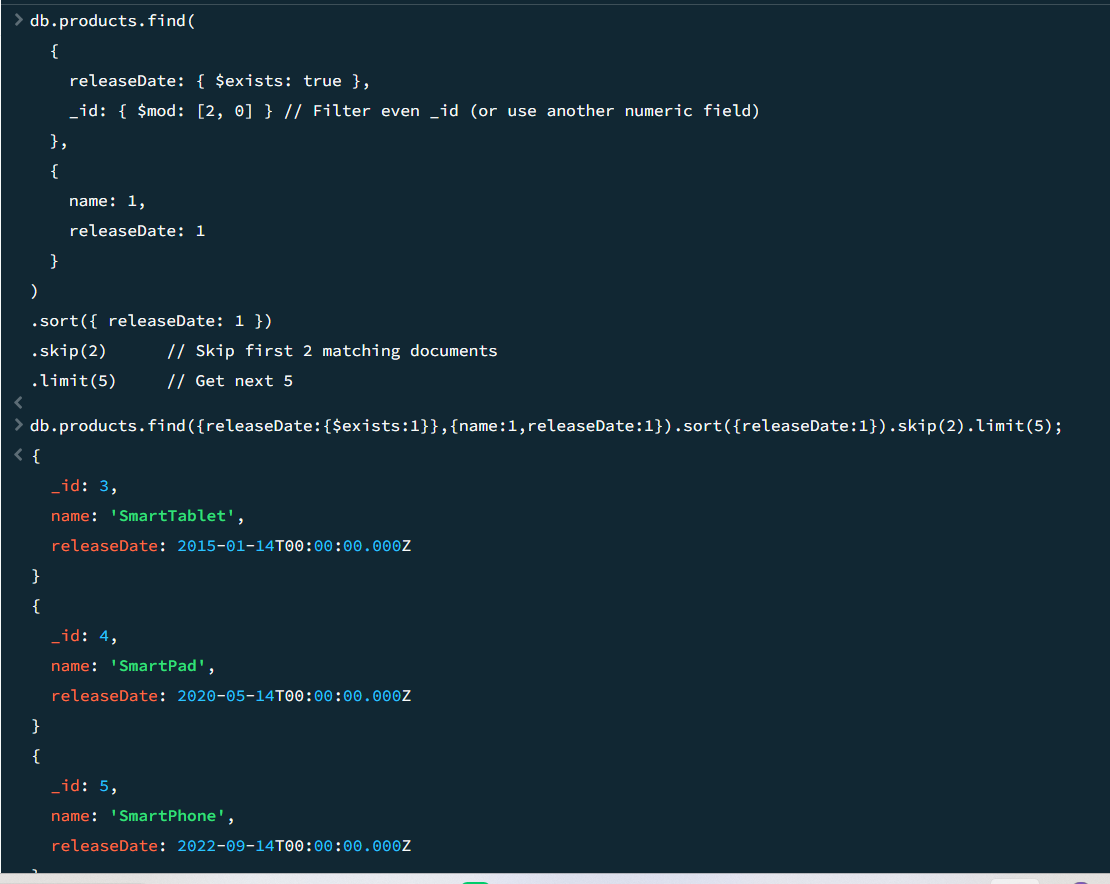 db.products.find(
{
releaseDate: { $exists: true },
_id: { $mod: [2, 0] } // Filter even _id (or use another numeric field)
},
{
name: 1,
releaseDate: 1
}
)
.sort({ releaseDate: 1 })
.skip(2)      // Skip first 2 matching documents
.limit(5)     // Get next 5
db.products.find({releaseDate:{$exists:1}},{name:1,releaseDate:1}).sort({releaseDate:1}).skip(2).limit(5);
{
_id: 3,
name: 'SmartTablet',
releaseDate: 2015-01-14T00:00:00.000Z
}
{
_id: 4,
name: 'SmartPad',
releaseDate: 2020-05-14T00:00:00.000Z
}
{
_id: 5,
name: 'SmartPhone',
releaseDate: 2022-09-14T00:00:00.000Z